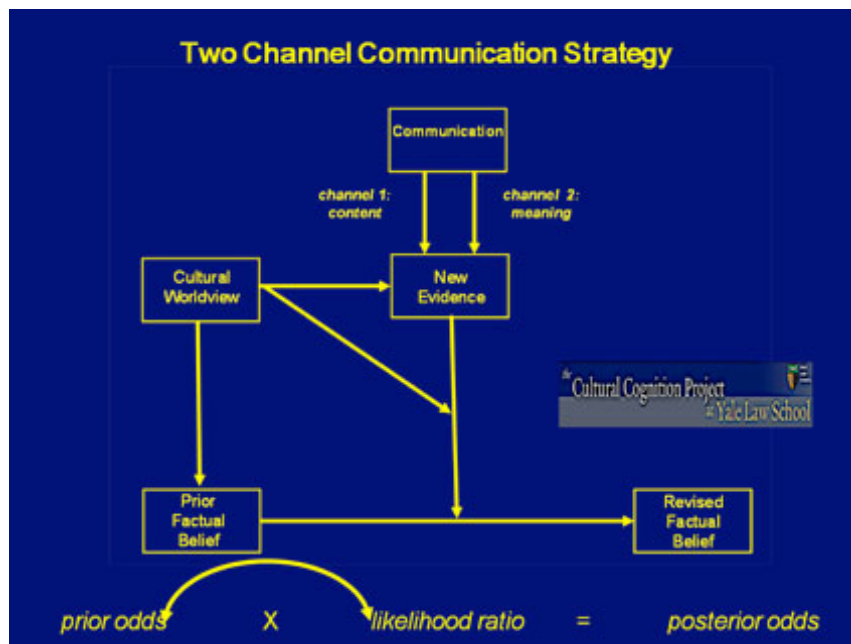 Two Channel Communication Strategy
Communication
channel 1:
content
channel 2:
meaning
Cultural
Worldview
New
Evidence
the Cultural Cognition Project
at Yale Law School
Prior
Factual
Belief
Revised
Factual
Belief
prior odds X likelihood ratio = posterior odds